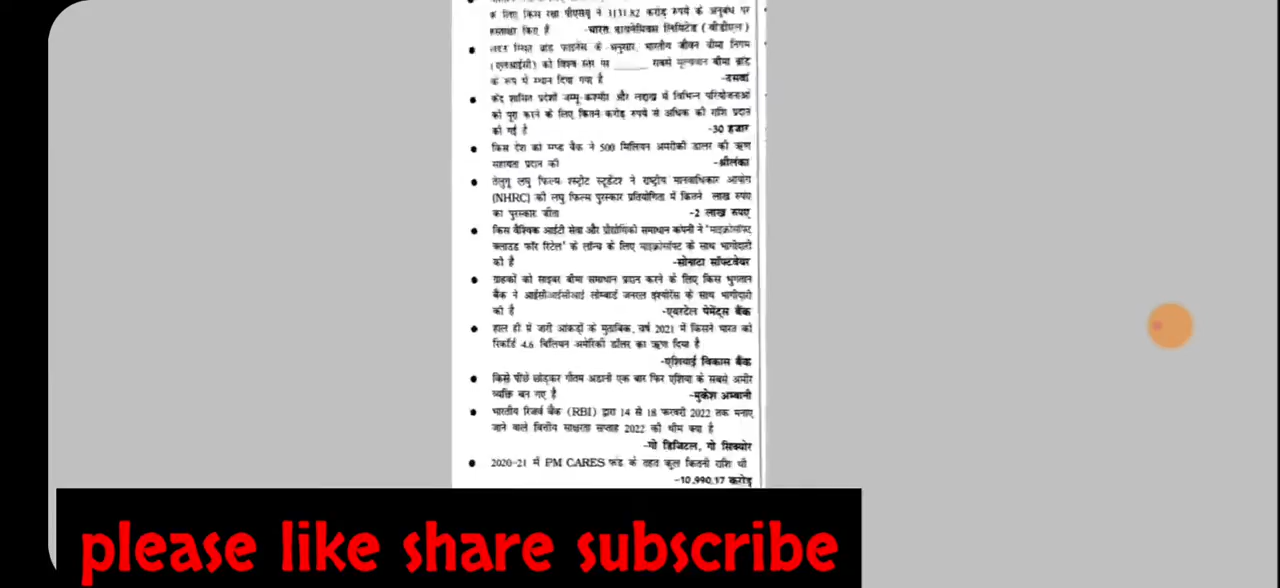 के लिए किस रक्षा पीएसयू ने 3131.82 करोड़ रुपये के अनुबंध पर
हस्ताक्षर किए हैं -भारत डायनेमिक्स लिमिटेड (बीडीएल)
लंदन स्थित ब्रांड फाइनेंस के अनुसार, भारतीय जीवन बीमा निगम
(एलआईसी) को विश्व स्तर पर ______ सबसे मूल्यवान बीमा ब्रांड
के रूप में स्थान दिया गया है -दसवां
केंद्र शासित प्रदेशों जम्मू-कश्मीर और लद्दाख में विभिन्न परियोजनाओं
को पूरा करने के लिए कितने करोड़ रुपये से अधिक की राशि प्रदान
की गई है -30 हजार
किस देश को एग्ज बैंक ने 500 मिलियन अमरीकी डालर की ऋण
सहायता प्रदान की -श्रीलंका
तेलुगू लघु फिल्म स्ट्रीट स्टूडेंट ने राष्ट्रीय मानवाधिकार आयोग
(NHRC) की लघु फिल्म पुरस्कार प्रतियोगिता में कितने लाख रुपए
का पुरस्कार जीता -2 लाख रुपए
किस वैश्विक आईटी सेवा और प्रौद्योगिकी समाधान कंपनी ने "माइक्रोसॉफ्ट
क्लाउड फॉर रिटेल' के लॉन्च के लिए माइक्रोसॉफ्ट के साथ भागीदारी
की है -सोनाटा सॉफ्टवेयर
ग्राहकों को साइबर बीमा समाधान प्रदान करने के लिए किस भुगतान
बैंक ने आईसीआईसीआई लोम्बार्ड जनरल इंश्योरेंस के साथ भागीदारी
की है -एयरटेल पेमेंट्स बैंक
हाल ही में जारी आंकड़ों के मुताबिक, वर्ष 2021 में किसने भारत को
रिकॉर्ड 4.6 बिलियन अमेरिकी डॉलर का ऋण दिया है
-एशियाई विकास बैंक
किसे पीछे छोड़कर गौतम अडानी एक बार फिर एशिया के सबसे अमीर
व्यक्ति बन गए हैं -मुकेश अम्बानी
भारतीय रिजर्व बैंक (RBI) द्वारा 14 से 18 फरवरी 2022 तक मनाए
जाने वाले वित्तीय साक्षरता सप्ताह 2022 की थीम क्या है
-गो डिजिटल, गो सिक्योर
2020-21 में PM CARES फंड के तहत कुल कितनी राशि थी
-10,990.17 करोड़
please like share subscribe